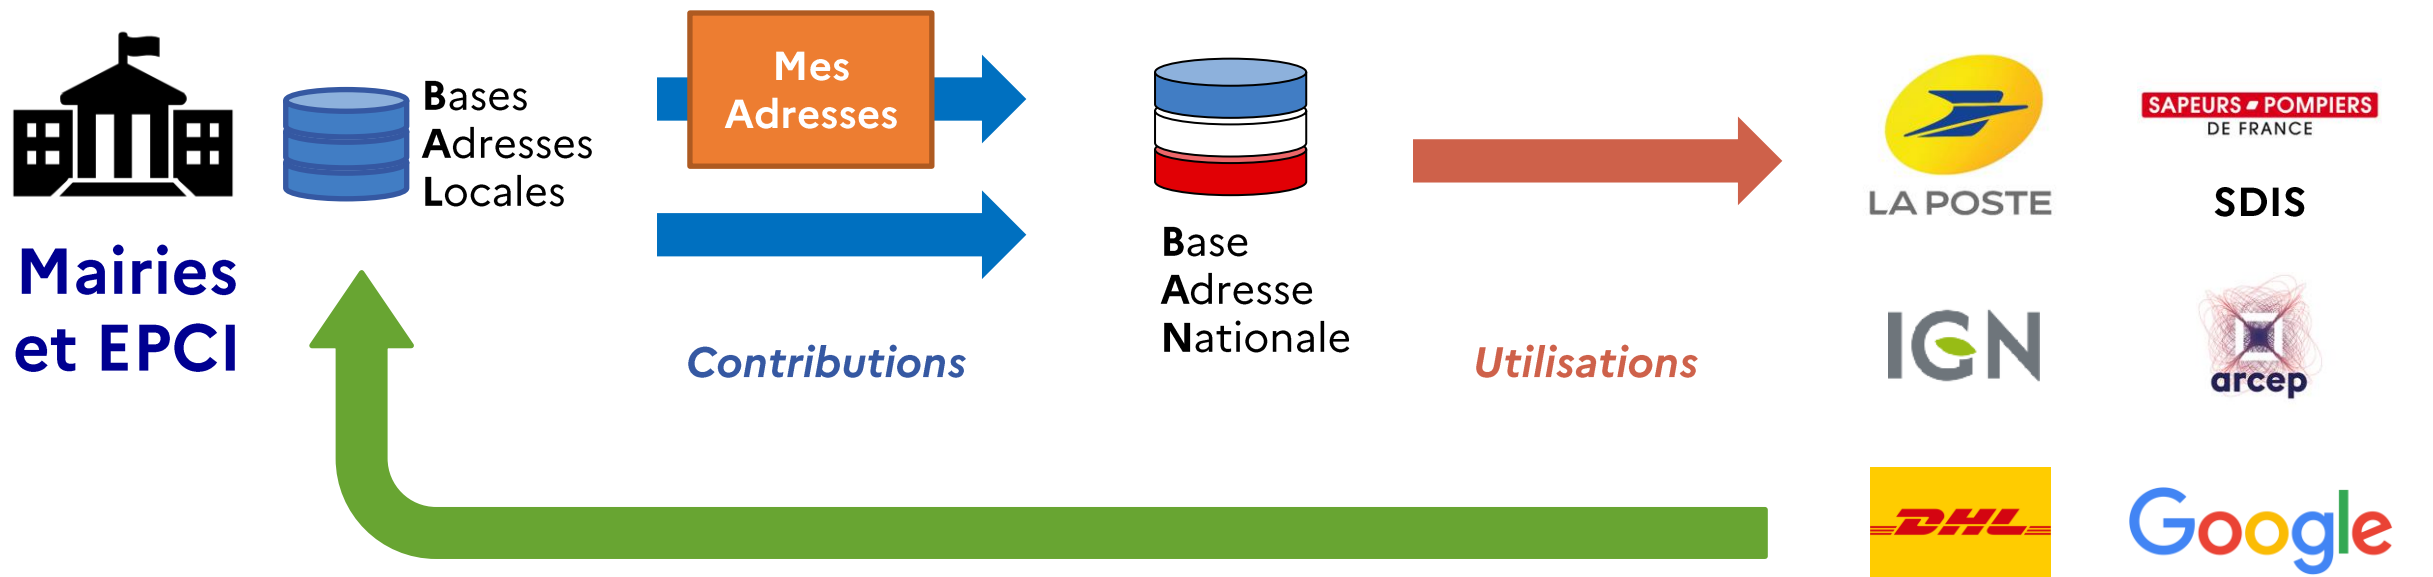 Mairies
et EPCI
Bases
Adresses
Locales
Mes
Adresses
Contributions
Base
Adresse
Nationale
Utilisations
LA POSTE
SAPEURS POMPIERS
DE FRANCE
SDIS
IGN
arcep
DHL
Google